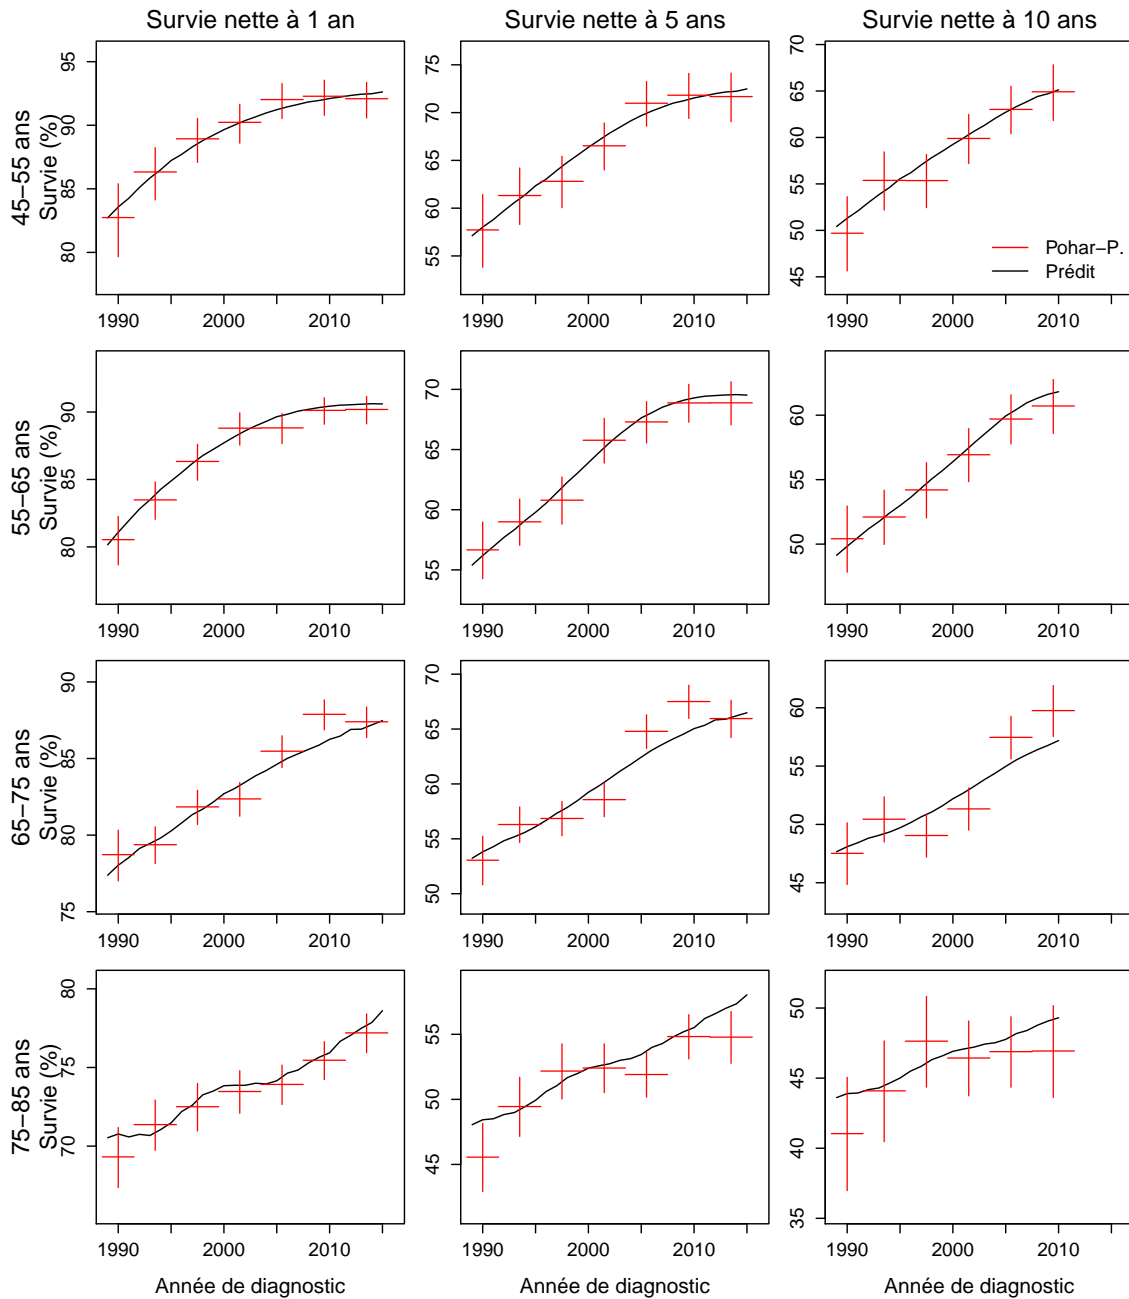 Survie nette à 1 an
Survie nette à 5 ans
Survie nette à 10 ans
45−55 ans
Survie (%)
80 85 90 95
1990 2000 2010
55 60 65 70 75
1990 2000 2010
45 50 55 60 65 70
1990 2000 2010
Pohar−P.
Prédit
55−65 ans
Survie (%)
80 85 90
1990 2000 2010
55 60 65 70
1990 2000 2010
50 55 60
1990 2000 2010
65−75 ans
Survie (%)
75 80 85 90
1990 2000 2010
50 55 60 65 70
1990 2000 2010
45 50 55 60
1990 2000 2010
75−85 ans
Survie (%)
70 75 80
1990 2000 2010
45 50 55
1990 2000 2010
35 40 45 50
1990 2000 2010
Année de diagnostic
Année de diagnostic
Année de diagnostic